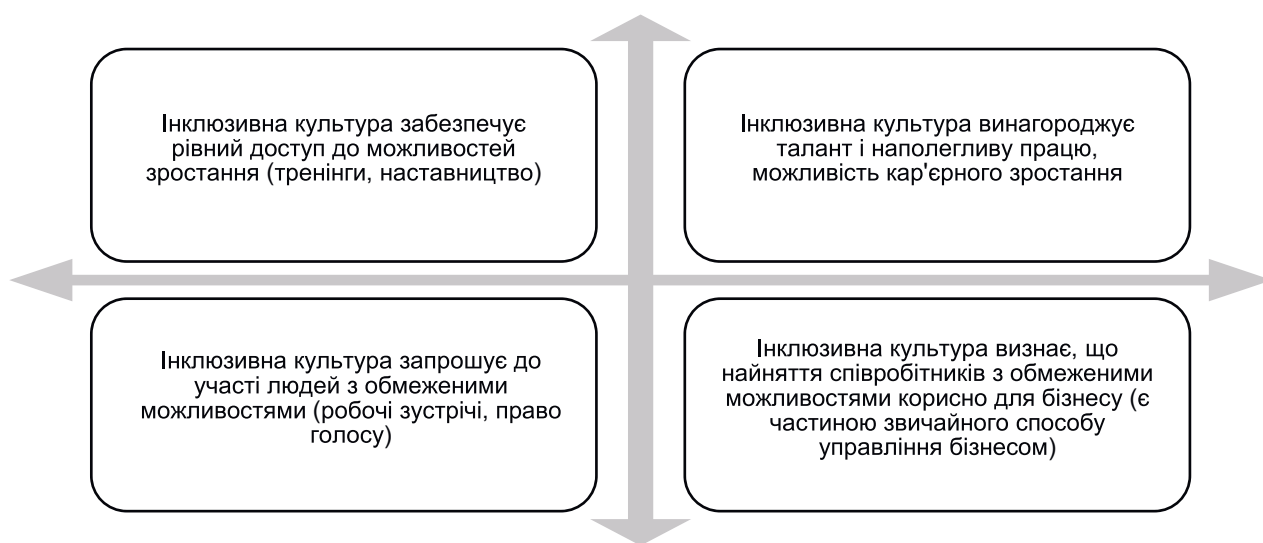 Інклюзивна культура забезпечує
рівний доступ до можливостей
зростання (тренінги, наставництво)
Інклюзивна культура винагороджує
талант і наполегливу працю,
можливість кар'єрного зростання
Інклюзивна культура запрошує до
участі людей з обмеженими
можливостями (робочі зустрічі, право
голосу)
Інклюзивна культура визнає, що
найняття співробітників з обмеженими
можливостями корисно для бізнесу (є
частиною звичайного способу
управління бізнесом)